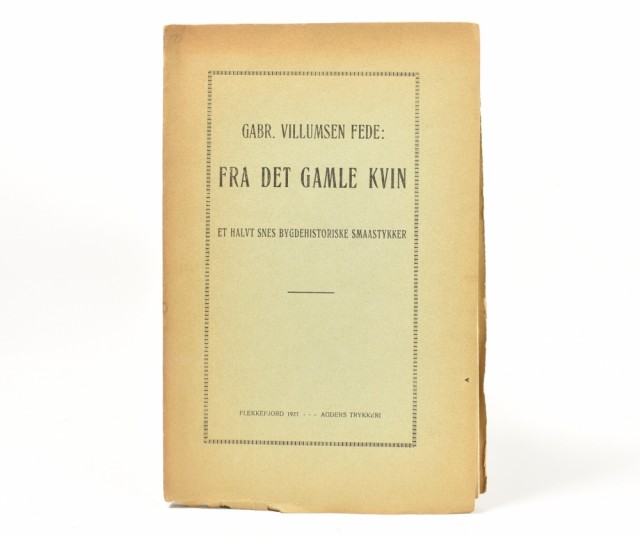 GABR. VILLUMSEN FEDE:
FRA DET GAMLE KVIN
ET HALVT SNES BYGDEHISTORISKE SMAASTYKKER
FLEKKEFJORD 1927 - - - AGDERS TRYKKERI